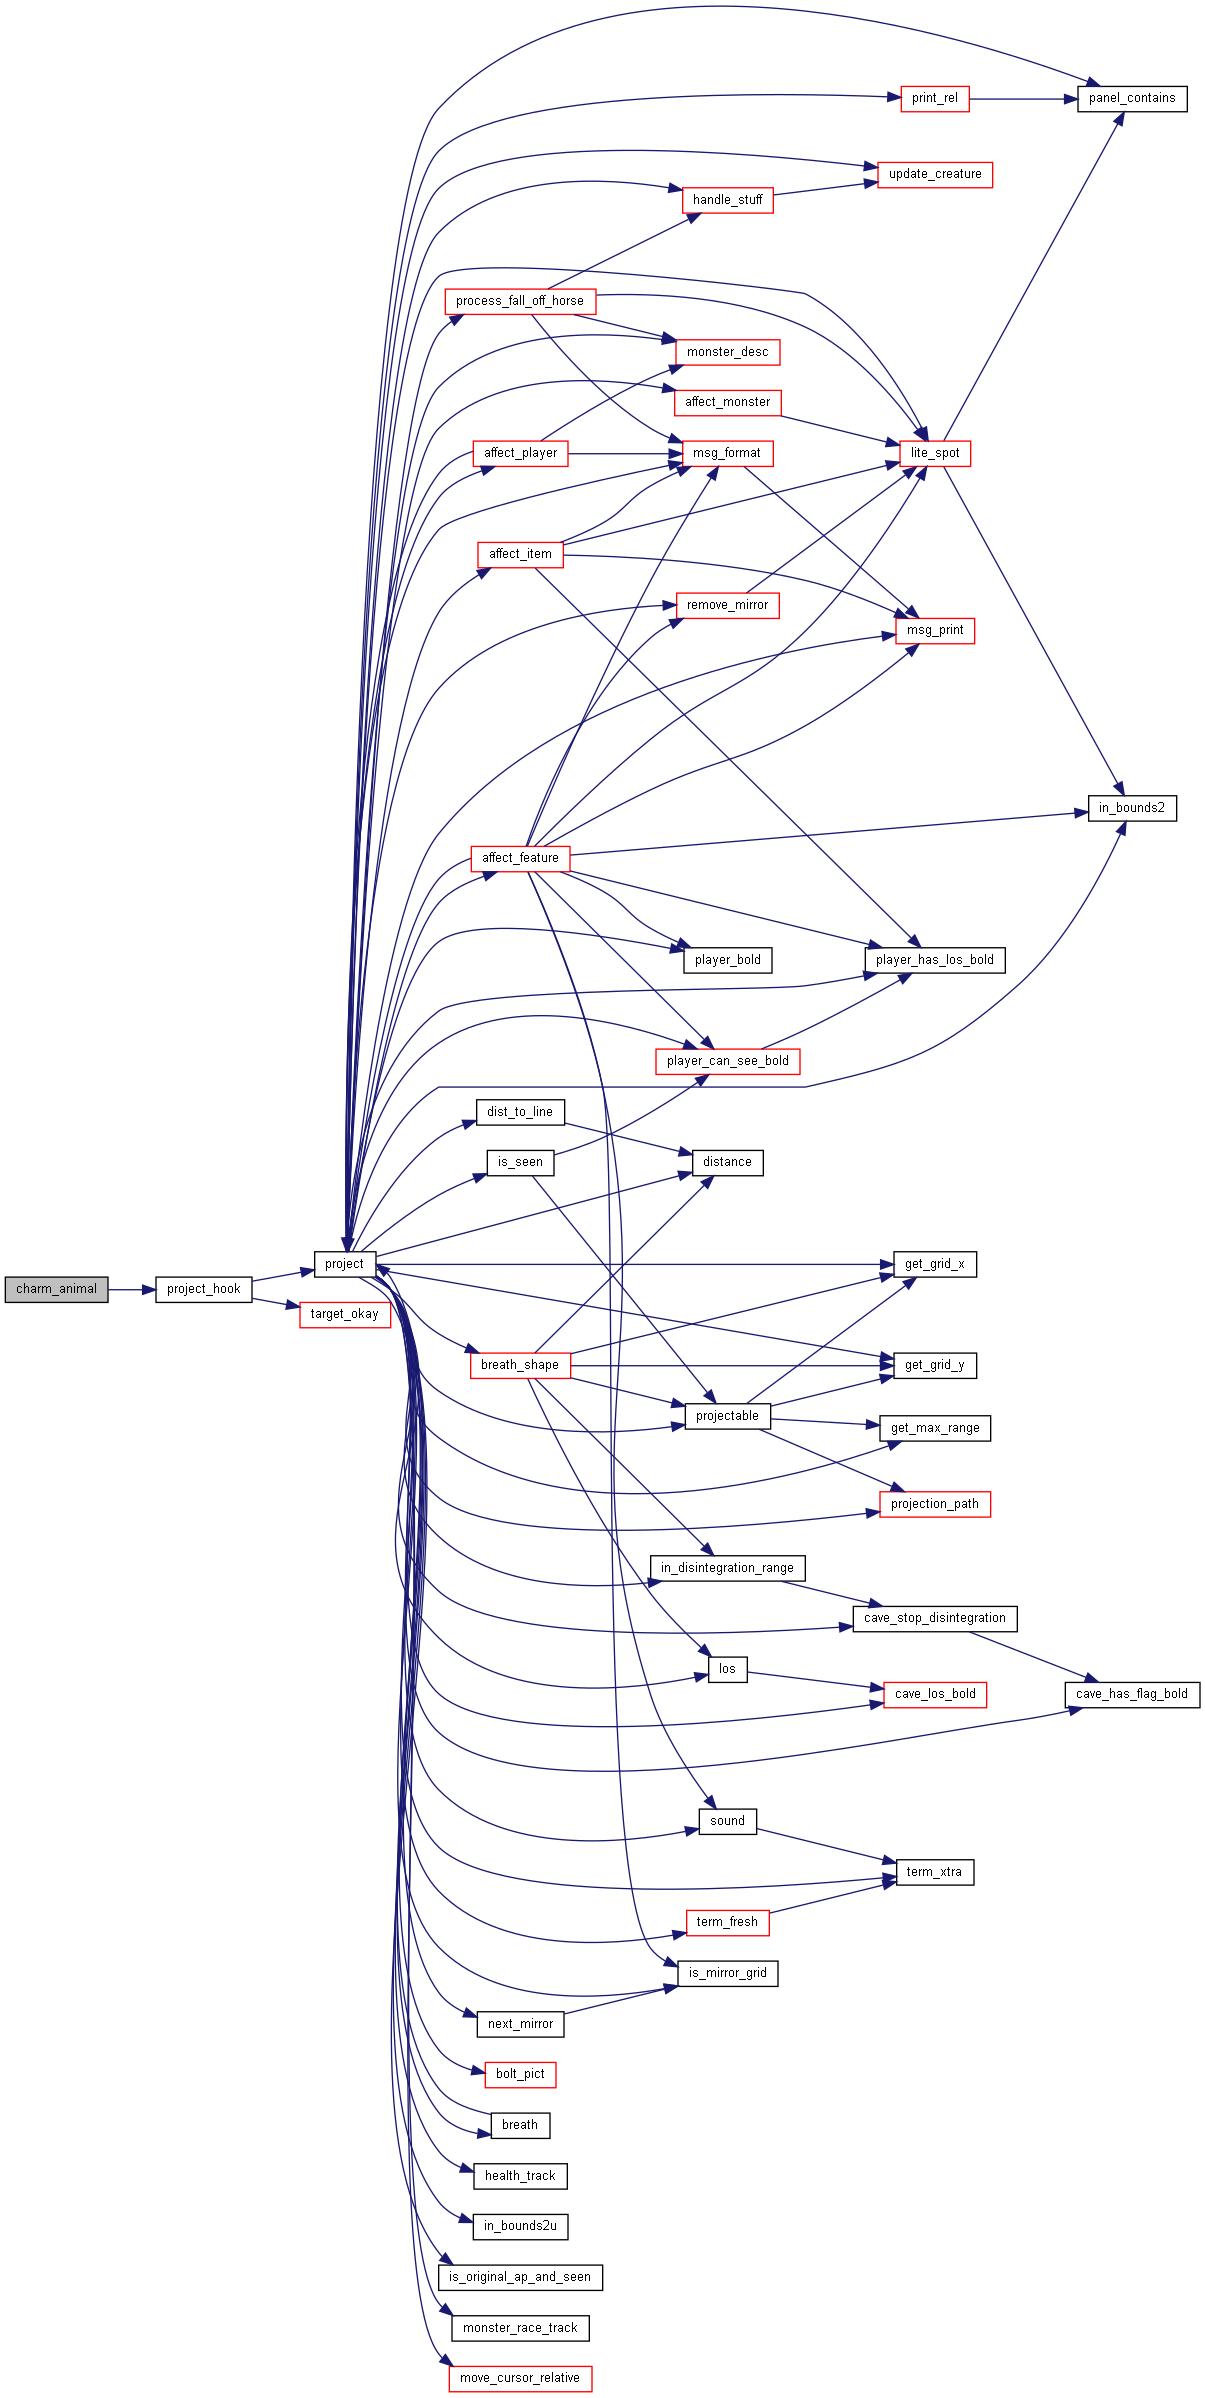 panel_contains
print_rel
update_creature
handle_stuff
process_fall_off_horse
monster_desc
affect_monster
affect_player
msg_format
lite_spot
affect_item
remove_mirror
msg_print
in_bounds2
affect_feature
player_bold
player_has_los_bold
player_can_see_bold
dist_to_line
is_seen
distance
project
get_grid_x
charm_animal
project_hook
target_okay
breath_shape
get_grid_y
projectable
get_max_range
projection_path
in_disintegration_range
cave_stop_disintegration
los
cave_los_bold
cave_has_flag_bold
sound
term_xtra
term_fresh
is_mirror_grid
next_mirror
bolt_pict
breath
health_track
in_bounds2u
is_original_ap_and_seen
monster_race_track
move_cursor_relative